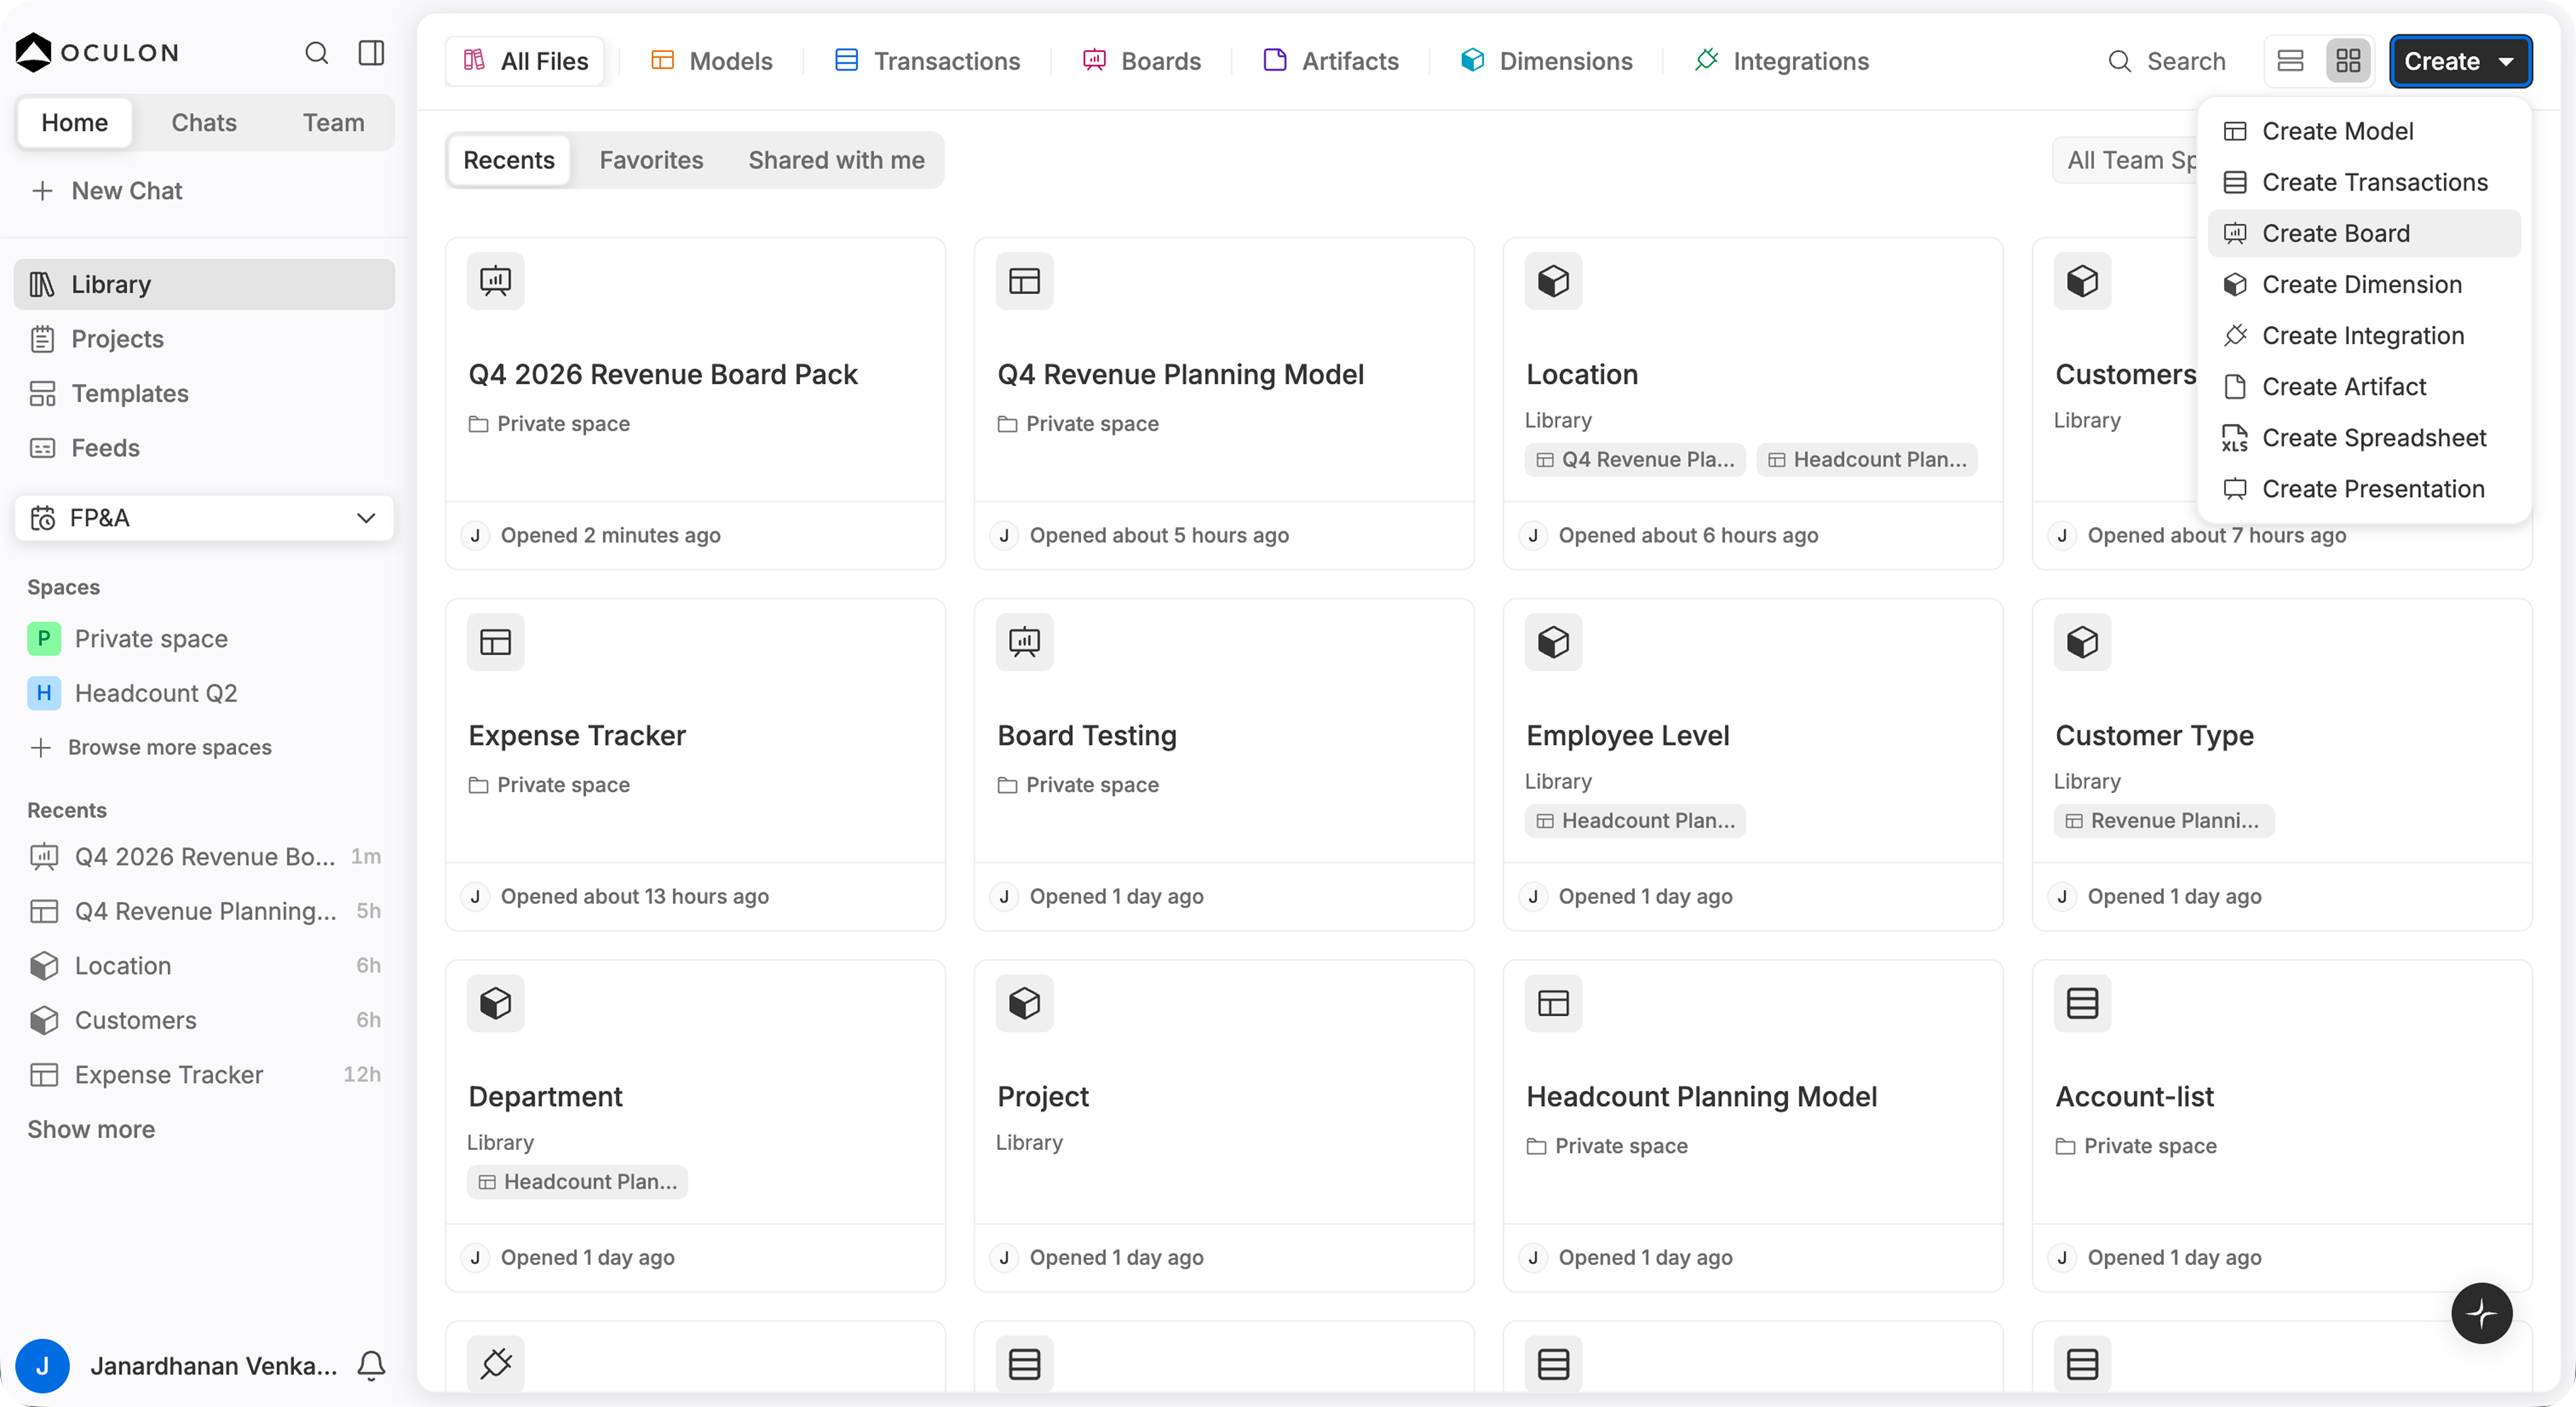 OCULON
Home
Chats
Team
New Chat
Library
Projects
Templates
Feeds
FP&A
Spaces
P Private space
H Headcount Q2
Browse more spaces
Recents
Q4 2026 Revenue Bo... 1m
Q4 Revenue Planning... 5h
Location 6h
Customers 6h
Expense Tracker 12h
Show more
J Janardhanan Venka...
All Files
Models
Transactions
Boards
Artifacts
Dimensions
Integrations
Search
Create
Recents
Favorites
Shared with me
All Team Sp
Create Model
Create Transactions
Create Board
Create Dimension
Create Integration
Create Artifact
XLS Create Spreadsheet
Create Presentation
Q4 2026 Revenue Board Pack
Private space
J Opened 2 minutes ago
Q4 Revenue Planning Model
Private space
J Opened about 5 hours ago
Location
Library
Q4 Revenue Pla...
Headcount Plan...
J Opened about 6 hours ago
Customers
Library
J Opened about 7 hours ago
Expense Tracker
Private space
J Opened about 13 hours ago
Board Testing
Private space
J Opened 1 day ago
Employee Level
Library
Headcount Plan...
J Opened 1 day ago
Customer Type
Library
Revenue Planni...
J Opened 1 day ago
Department
Library
Headcount Plan...
J Opened 1 day ago
Project
Library
J Opened 1 day ago
Headcount Planning Model
Private space
J Opened 1 day ago
Account-list
Private space
J Opened 1 day ago